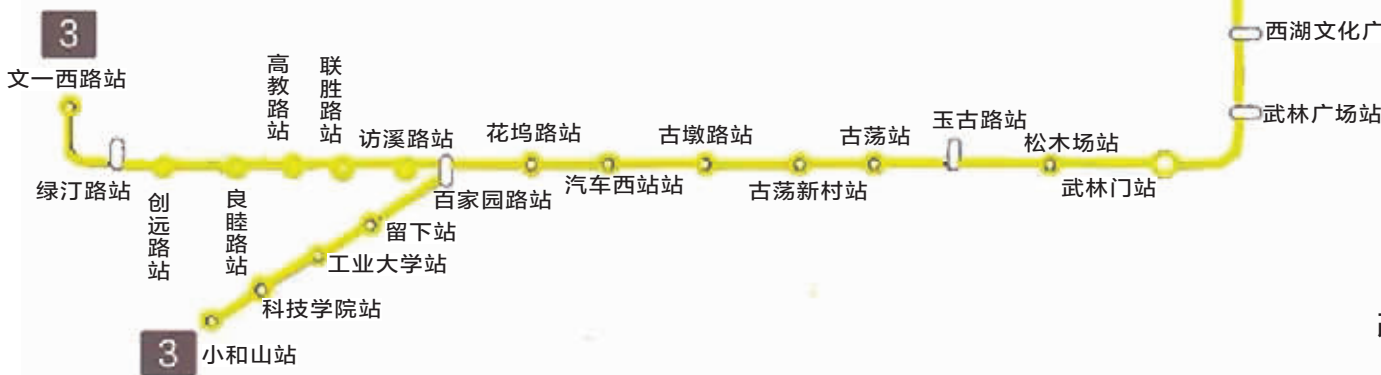 3
文一西路站
绿汀路站
创远路站
良睦路站
高教路站
联胜路站
访溪路站
百家园路站
花坞路站
汽车西站站
古墩路站
古荡新村站
古荡站
玉古路站
松木场站
武林门站
武林广场站
西湖文化广
留下站
工业大学站
科技学院站
小和山站
3